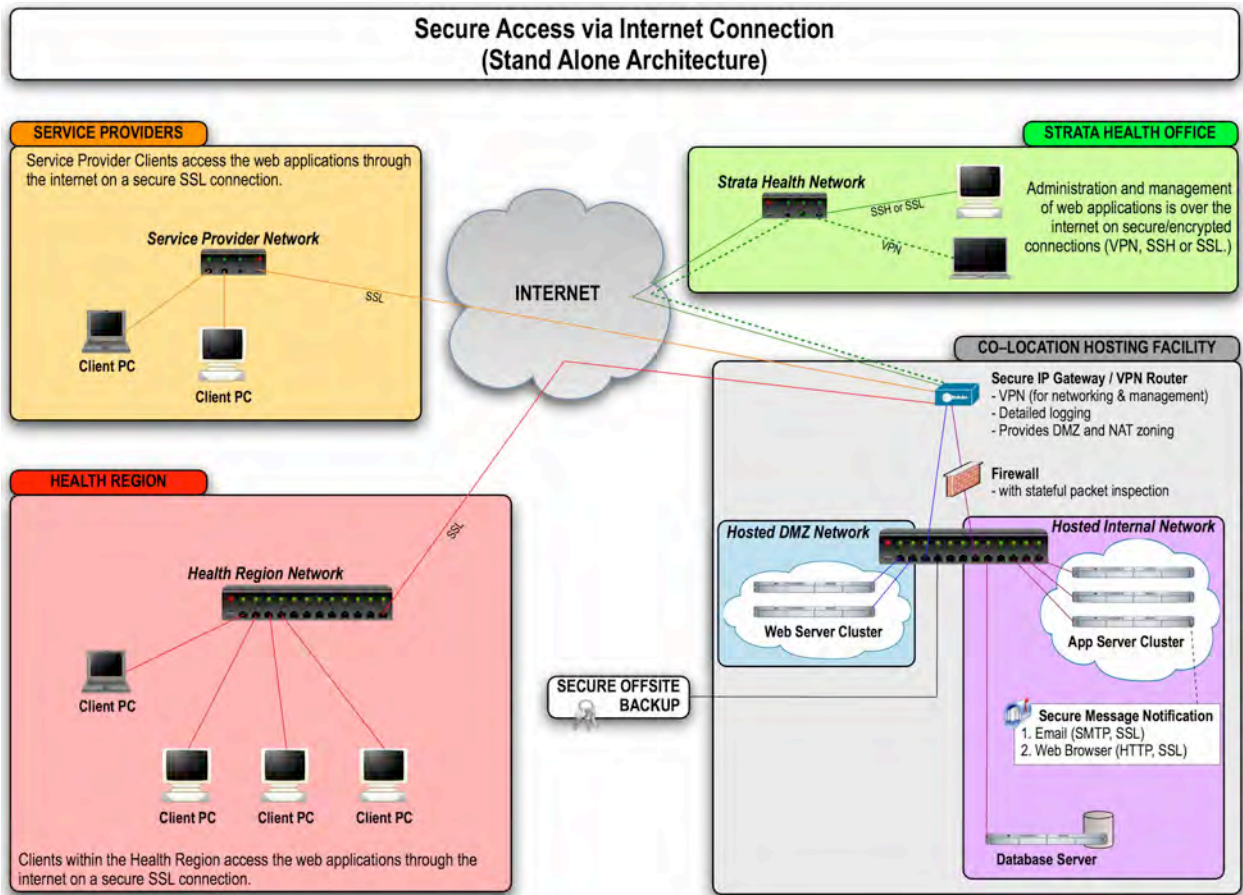 Secure Access via Internet Connection
(Stand Alone Architecture)
SERVICE PROVIDERS
Service Provider Clients access the web applications through
the internet on a secure SSL connection.
Service Provider Network
SSL
Client PC
Client PC
INTERNET
STRATA HEALTH OFFICE
Strata Health Network
SSH or SSL
VPN
Administration and management
of web applications is over the
internet on secure/encrypted
connections (VPN, SSH or SSL.)
HEALTH REGION
Health Region Network
SSL
Client PC
Client PC
Client PC
Client PC
Clients within the Health Region access the web applications through the
internet on a secure SSL connection.
CO–LOCATION HOSTING FACILITY
Secure IP Gateway / VPN Router
- VPN (for networking & management)
- Detailed logging
- Provides DMZ and NAT zoning
Firewall
- with stateful packet inspection
Hosted DMZ Network
Web Server Cluster
Hosted Internal Network
App Server Cluster
SECURE OFFSITE
BACKUP
Secure Message Notification
1. Email (SMTP, SSL)
2. Web Browser (HTTP, SSL)
Database Server